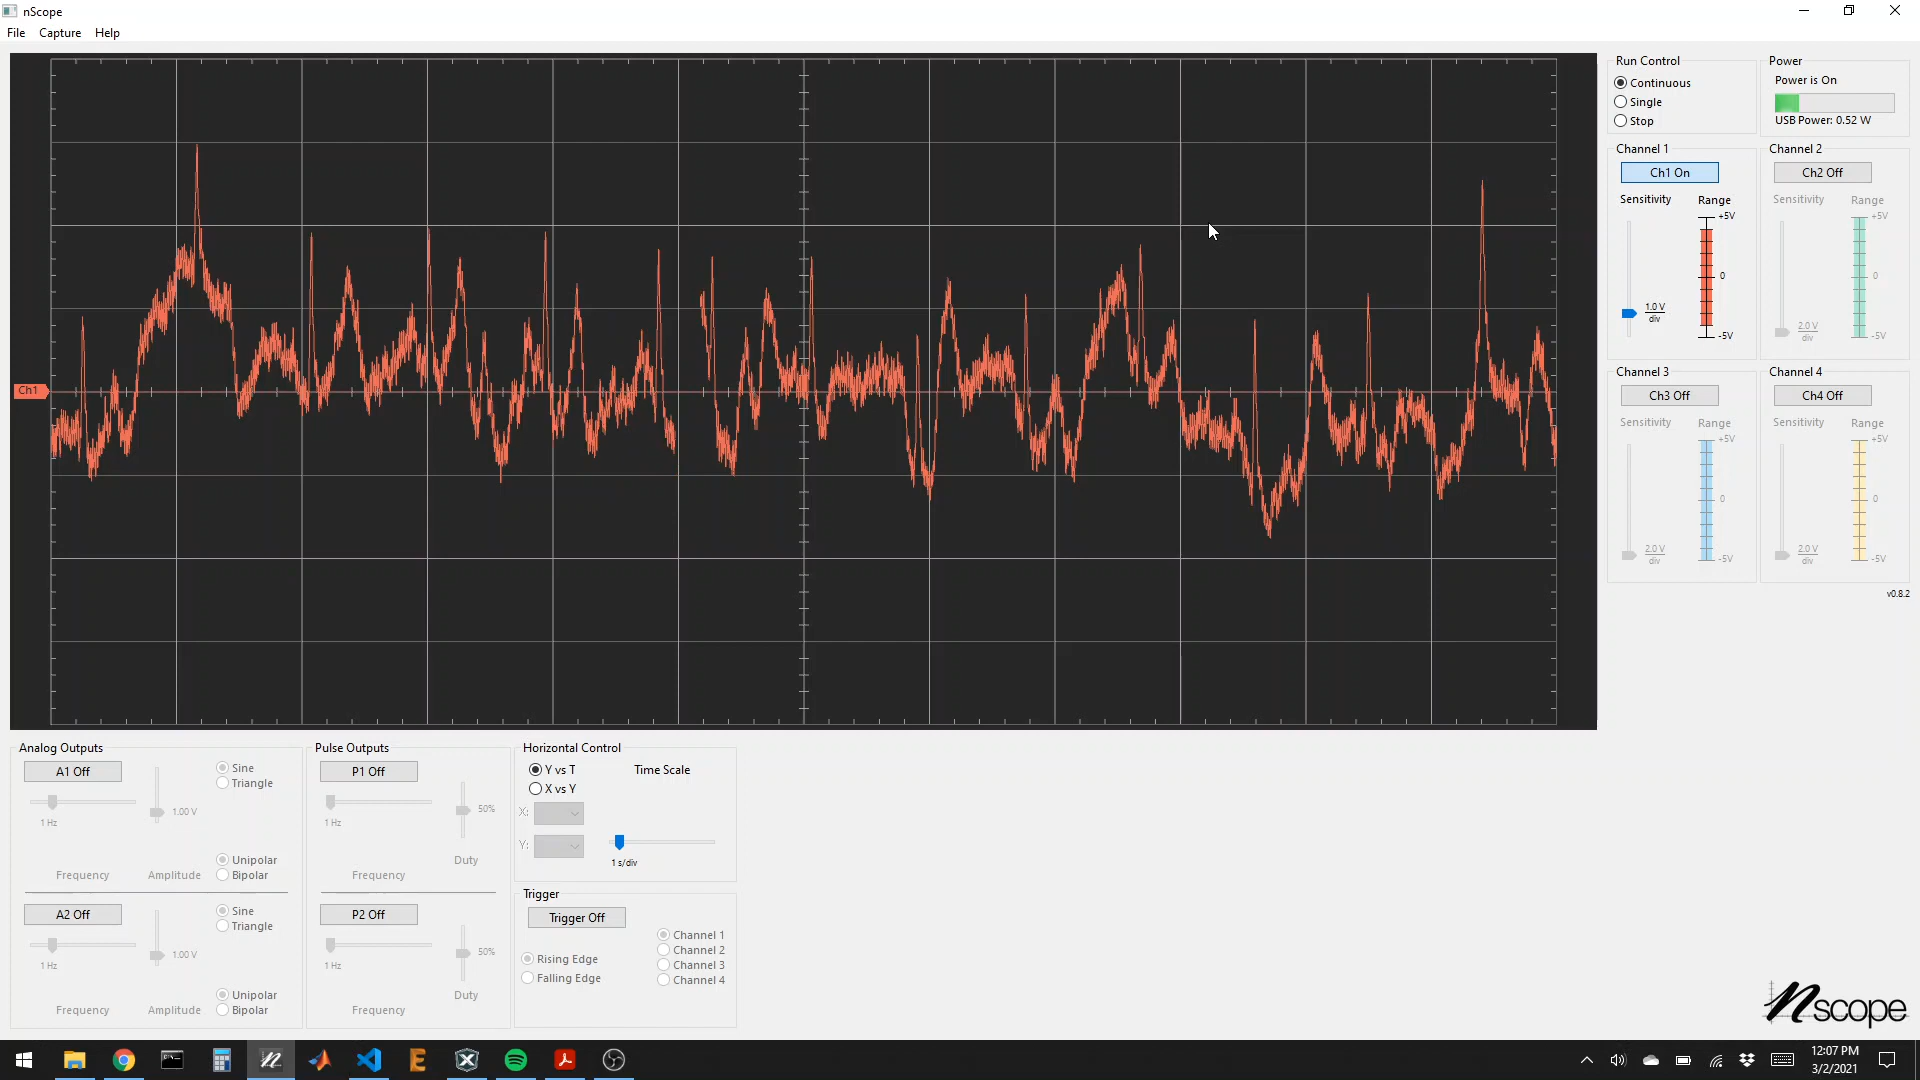 nScope
File Capture Help
Run Control
Continuous
Single
Stop
Power
Power is On
USB Power: 0.52 W
Channel 1
Ch1 On
Sensitivity Range
+5V
0
-5V
1.0 V
div
Channel 2
Ch2 Off
Sensitivity Range
+5V
0
-5V
2.0 V
div
Ch1
Channel 3
Ch3 Off
Sensitivity Range
+5V
0
-5V
2.0 V
div
Channel 4
Ch4 Off
Sensitivity Range
+5V
0
-5V
2.0 V
div
v0.8.2
Analog Outputs
A1 Off
Sine
Triangle
1.00 V
1 Hz
Unipolar
Bipolar
Frequency Amplitude
A2 Off
Sine
Triangle
1.00 V
1 Hz
Unipolar
Bipolar
Frequency Amplitude
Pulse Outputs
P1 Off
50%
1 Hz
Duty
Frequency
P2 Off
50%
1 Hz
Duty
Frequency
Horizontal Control
Y vs T
X vs Y
Time Scale
X:
Y:
1 s/div
Trigger
Trigger Off
Rising Edge
Falling Edge
Channel 1
Channel 2
Channel 3
Channel 4
nscope
12:07 PM
3/2/2021